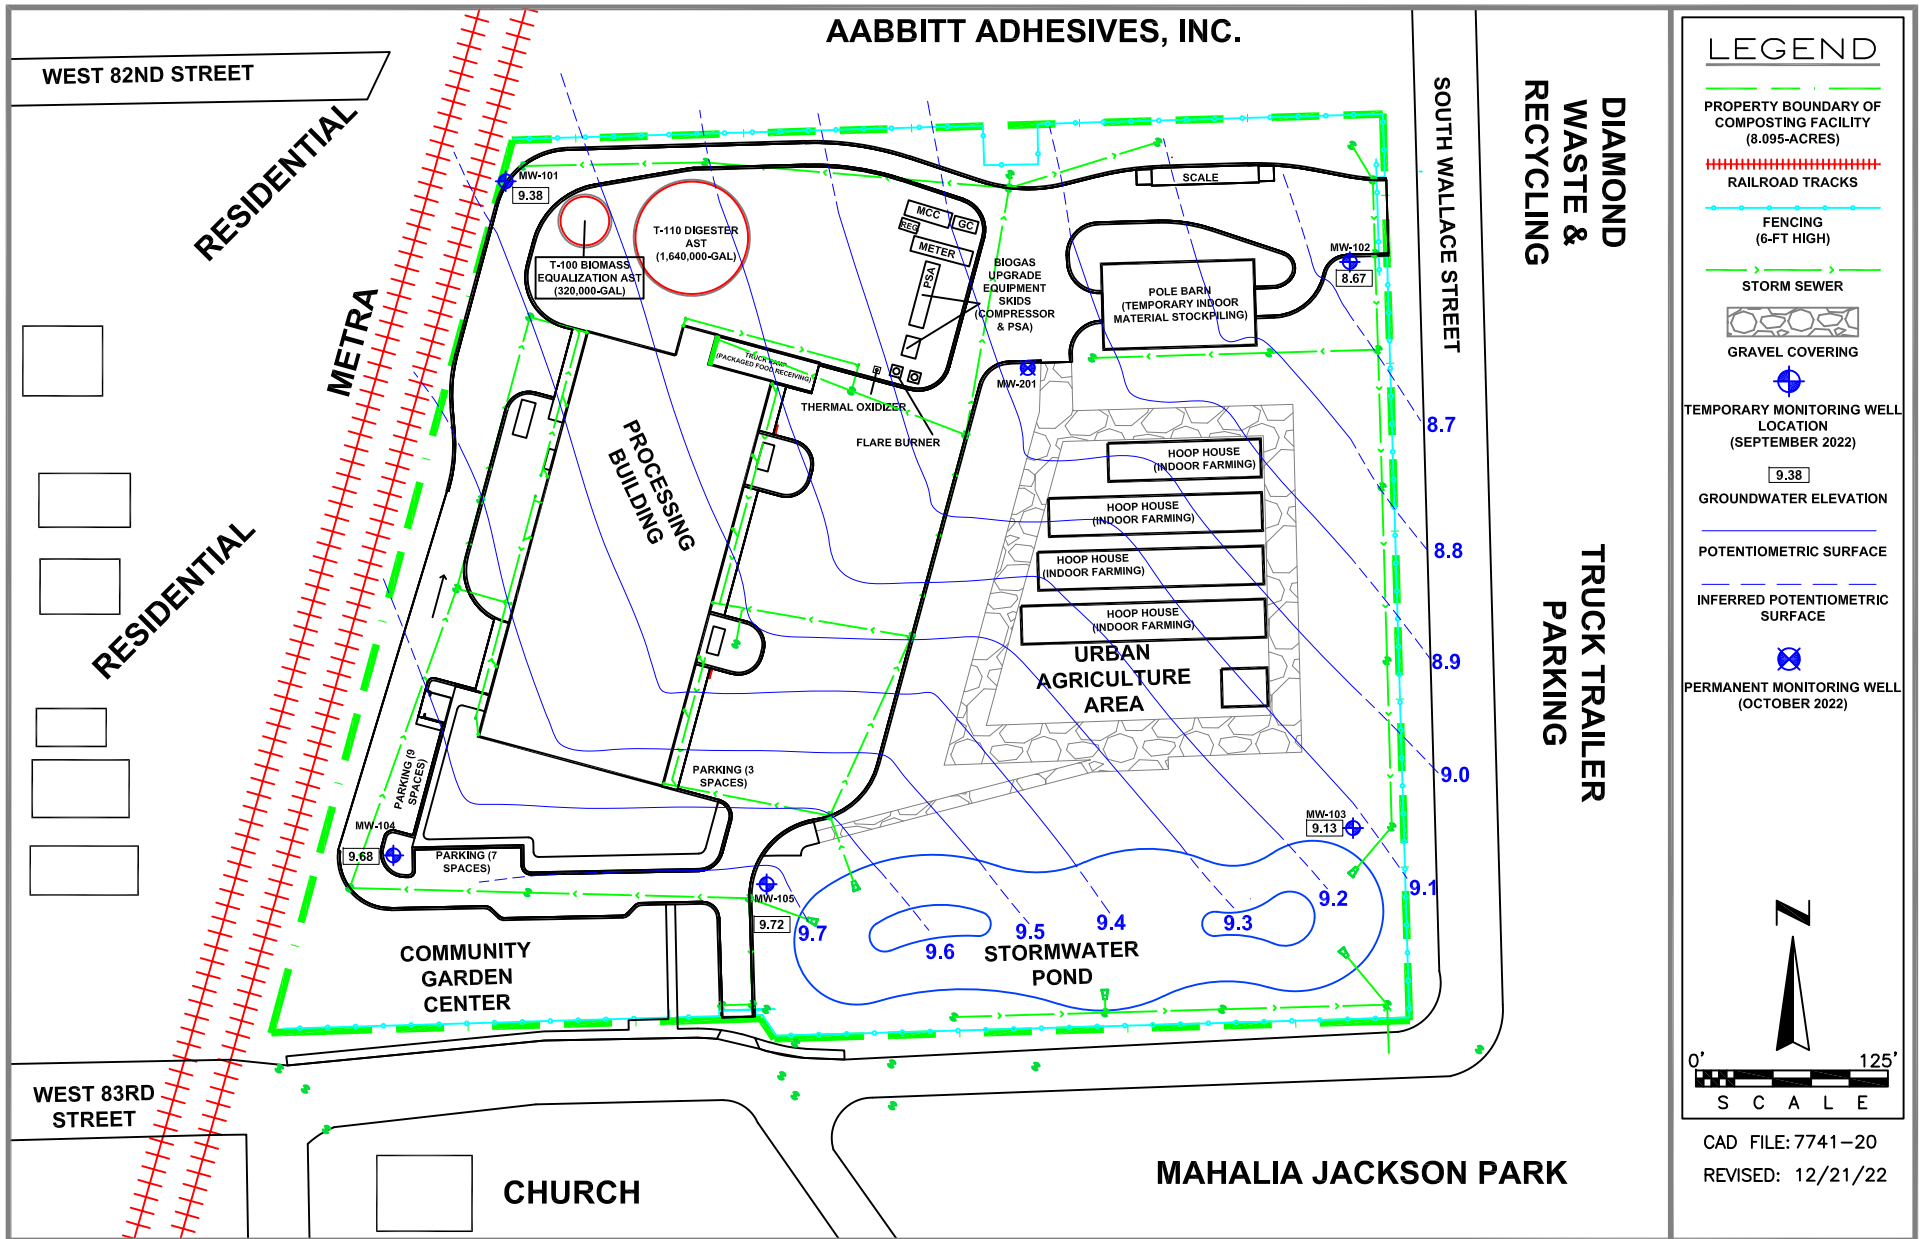 AABBITT ADHESIVES, INC.
WEST 82ND STREET
RESIDENTIAL
METRA
RESIDENTIAL
MW-101
9.38
T-100 BIOMASS
EQUALIZATION AST
(320,000-GAL)
T-110 DIGESTER
AST
(1,640,000-GAL)
MCC
GC
REG
METER
PSA
BIOGAS
UPGRADE
EQUIPMENT
SKIDS
(COMPRESSOR
& PSA)
SCALE
MW-102
8.67
POLE BARN
(TEMPORARY INDOOR
MATERIAL STOCKPILING)
TRUCK RAMP
(PACKAGED FOOD RECEIVING)
THERMAL OXIDIZER
FLARE BURNER
MW-201
PROCESSING
BUILDING
HOOP HOUSE
(INDOOR FARMING)
HOOP HOUSE
(INDOOR FARMING)
HOOP HOUSE
(INDOOR FARMING)
HOOP HOUSE
(INDOOR FARMING)
URBAN
AGRICULTURE
AREA
PARKING (9
SPACES)
PARKING (3
SPACES)
PARKING (7
SPACES)
MW-104
9.68
MW-105
9.72
MW-103
9.13
8.7
8.8
8.9
9.0
9.1
9.2
9.3
9.4
9.5
9.6
9.7
STORMWATER
POND
COMMUNITY
GARDEN
CENTER
WEST 83RD
STREET
CHURCH
MAHALIA JACKSON PARK
SOUTH WALLACE STREET
DIAMOND
WASTE &
RECYCLING
TRUCK TRAILER
PARKING
LEGEND
PROPERTY BOUNDARY OF
COMPOSTING FACILITY
(8.095-ACRES)
RAILROAD TRACKS
FENCING
(6-FT HIGH)
STORM SEWER
GRAVEL COVERING
TEMPORARY MONITORING WELL
LOCATION
(SEPTEMBER 2022)
9.38
GROUNDWATER ELEVATION
POTENTIOMETRIC SURFACE
INFERRED POTENTIOMETRIC
SURFACE
PERMANENT MONITORING WELL
(OCTOBER 2022)
N
0' 125'
SCALE
CAD FILE: 7741-20
REVISED: 12/21/22